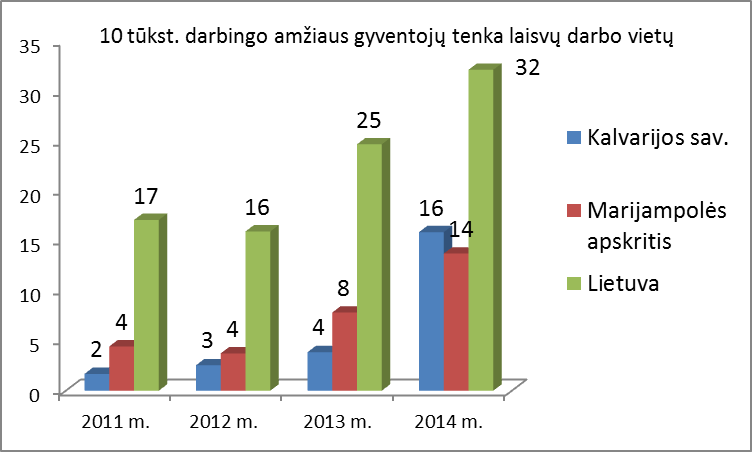 10 tūkst. darbingo amžiaus gyventojų tenka laisvų darbo vietų
35
30
25
20
15
10
5
0
2 4 17
3 4 16
4 8 25
16 14 32
2011 m. 2012 m. 2013 m. 2014 m.
Kalvarijos sav.
Marijampolės
apskritis
Lietuva